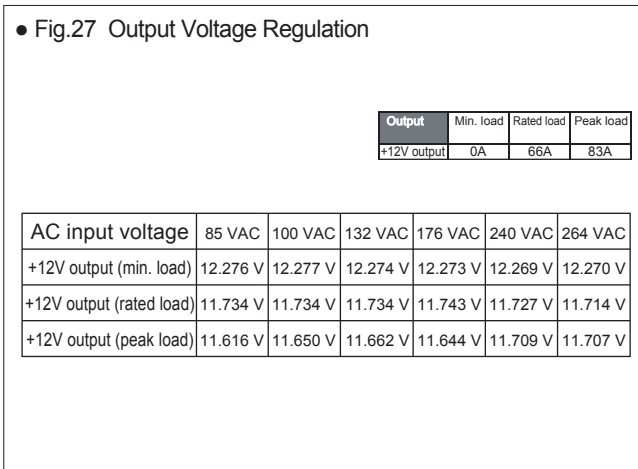 ● Fig.27 Output Voltage Regulation
Output Min. load Rated load Peak load
+12V output 0A 66A 83A
AC input voltage 85 VAC 100 VAC 132 VAC 176 VAC 240 VAC 264 VAC
+12V output (min. load) 12.276 V 12.277 V 12.274 V 12.273 V 12.269 V 12.270 V
+12V output (rated load) 11.734 V 11.734 V 11.734 V 11.743 V 11.727 V 11.714 V
+12V output (peak load) 11.616 V 11.650 V 11.662 V 11.644 V 11.709 V 11.707 V